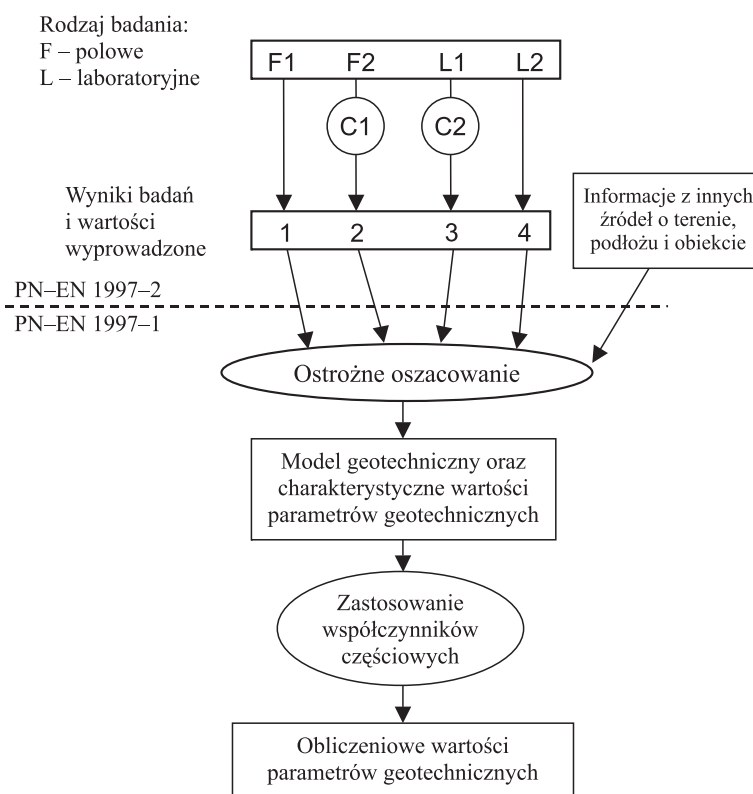 Rodzaj badania:
F – polowe
L – laboratoryjne
F1 F2 L1 L2
C1 C2
Wyniki badań
i wartości
wyprowadzone
1 2 3 4
Informacje z innych
źródeł o terenie,
podłożu i obiekcie
PN–EN 1997–2
PN–EN 1997–1
Ostrożne oszacowanie
Model geotechniczny oraz
charakterystyczne wartości
parametrów geotechnicznych
Zastosowanie
współczynników
częściowych
Obliczeniowe wartości
parametrów geotechnicznych